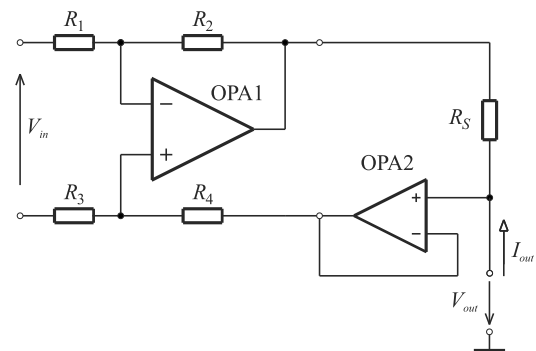 R1
R2
OPA1
−
+
Vin
RS
OPA2
R3
R4
+
−
Iout
Vout